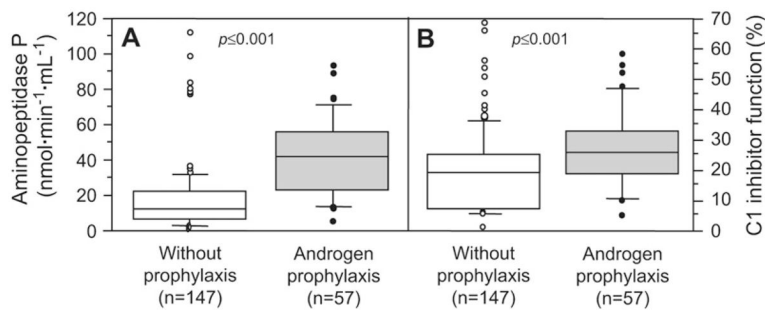 Aminopeptidase P
(nmol·min⁻¹·mL⁻¹)
120
100
80
60
40
20
0
A
p≤0.001
B
p≤0.001
70
60
50
40
30
20
10
0
C1 inhibitor function (%)
Without
prophylaxis
(n=147)
Androgen
prophylaxis
(n=57)
Without
prophylaxis
(n=147)
Androgen
prophylaxis
(n=57)